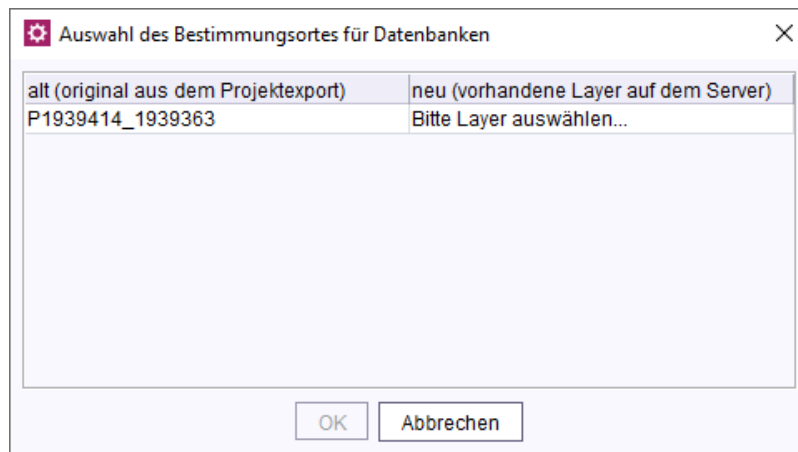 Auswahl des Bestimmungsortes für Datenbanken
alt (original aus dem Projektexport) neu (vorhandene Layer auf dem Server)
P1939414_1939363 Bitte Layer auswählen...
OK Abbrechen